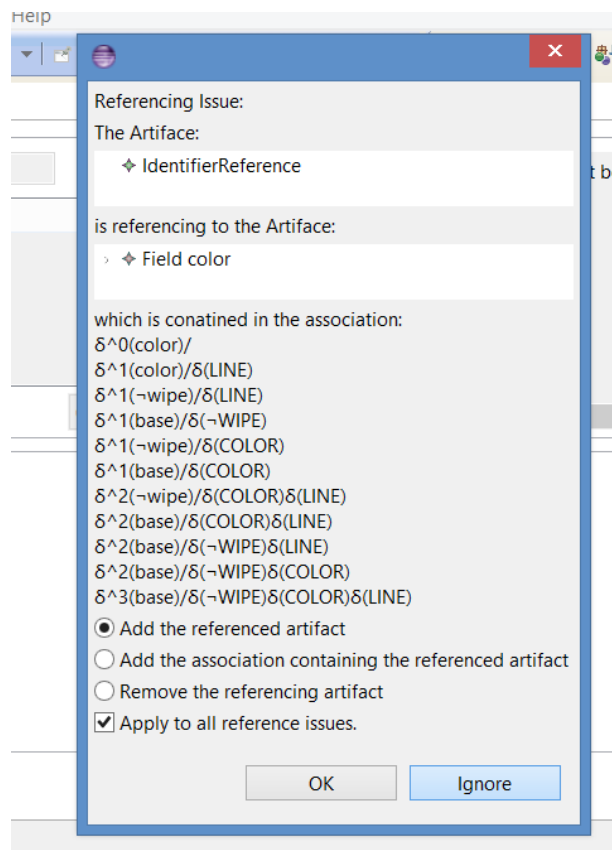 Help
Referencing Issue:
The Artiface:
IdentifierReference
is referencing to the Artiface:
Field color
which is conatined in the association:
δ^0(color)/
δ^1(color)/δ(LINE)
δ^1(¬wipe)/δ(LINE)
δ^1(base)/δ(¬WIPE)
δ^1(¬wipe)/δ(COLOR)
δ^1(base)/δ(COLOR)
δ^2(¬wipe)/δ(COLOR)δ(LINE)
δ^2(base)/δ(COLOR)δ(LINE)
δ^2(base)/δ(¬WIPE)δ(LINE)
δ^2(base)/δ(¬WIPE)δ(COLOR)
δ^3(base)/δ(¬WIPE)δ(COLOR)δ(LINE)
Add the referenced artifact
Add the association containing the referenced artifact
Remove the referencing artifact
Apply to all reference issues.
OK Ignore